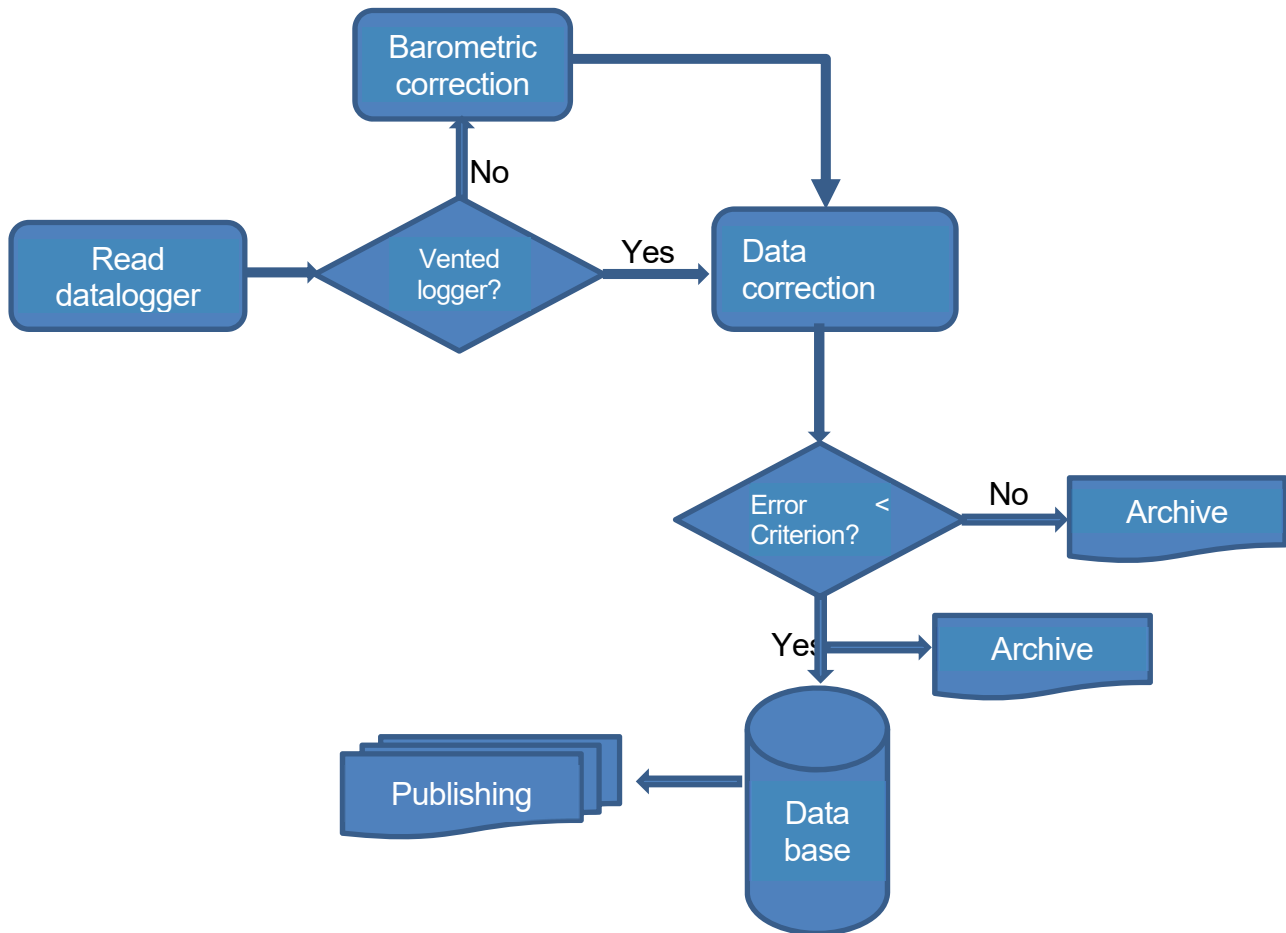 Barometric
correction
No
Read
datalogger
Vented
logger?
Yes
Data
correction
Error <
Criterion?
No
Archive
Yes
Archive
Publishing
Data
base